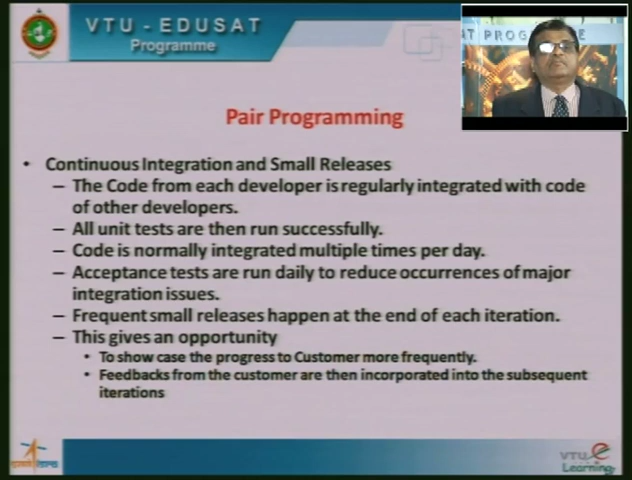 VTU - EDUSAT
Programme
AT PROG
E
Pair Programming
• Continuous Integration and Small Releases
– The Code from each developer is regularly integrated with code
of other developers.
– All unit tests are then run successfully.
– Code is normally integrated multiple times per day.
– Acceptance tests are run daily to reduce occurrences of major
integration issues.
– Frequent small releases happen at the end of each iteration.
– This gives an opportunity
• To show case the progress to Customer more frequently.
• Feedbacks from the customer are then incorporated into the subsequent
iterations
VTU e
Learning